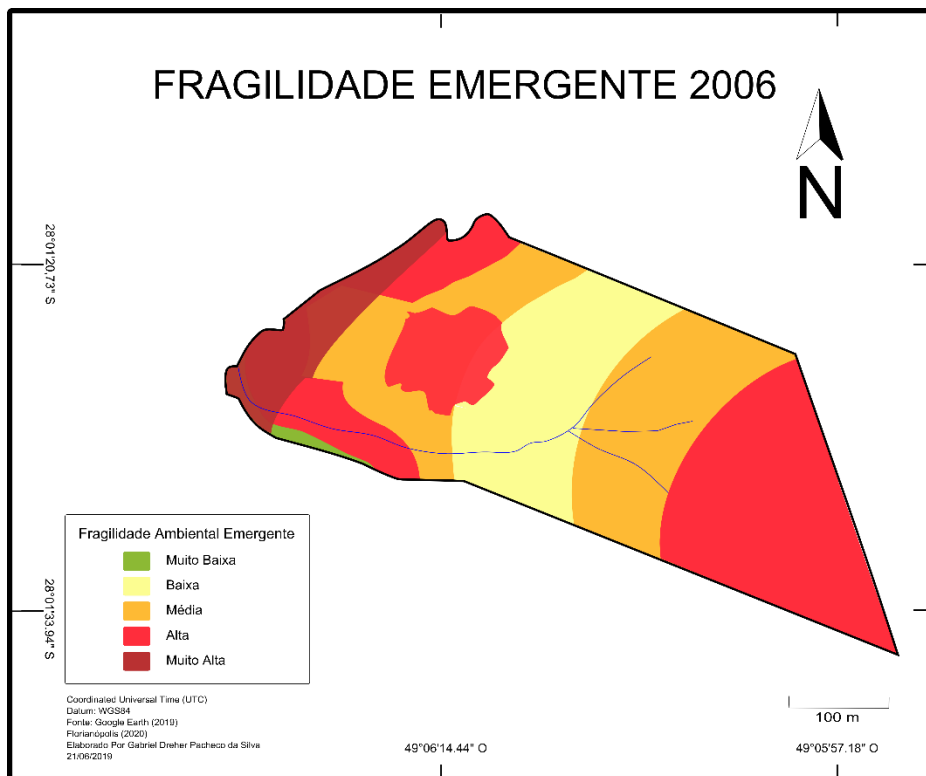 FRAGILIDADE EMERGENTE 2006
N
28°01'20.73" S
28°01'33.94" S
Fragilidade Ambiental Emergente
Muito Baixa
Baixa
Média
Alta
Muito Alta
Coordinated Universal Time (UTC)
Datum: WGS84
Fonte: Google Earth (2019)
Florianópolis (2020)
Elaborado Por Gabriel Dreher Pacheco da Silva
21/06/2019
100 m
49°06'14.44" O
49°05'57.18" O